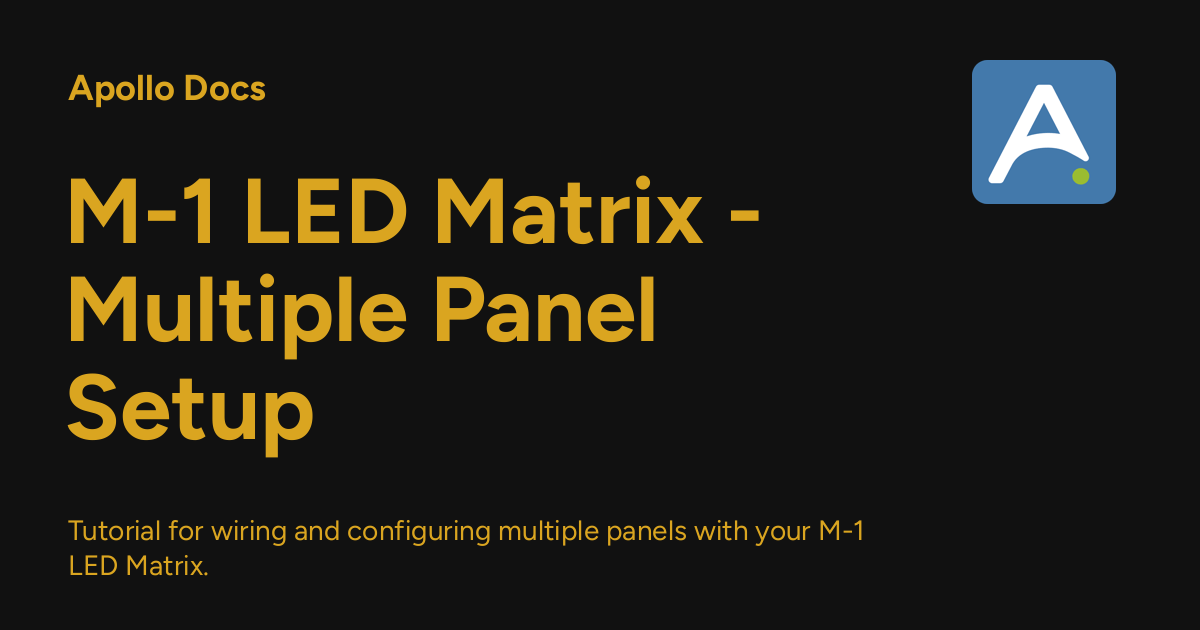 Apollo Docs
M-1 LED Matrix -
Multiple Panel
Setup
Tutorial for wiring and configuring multiple panels with your M-1
LED Matrix.